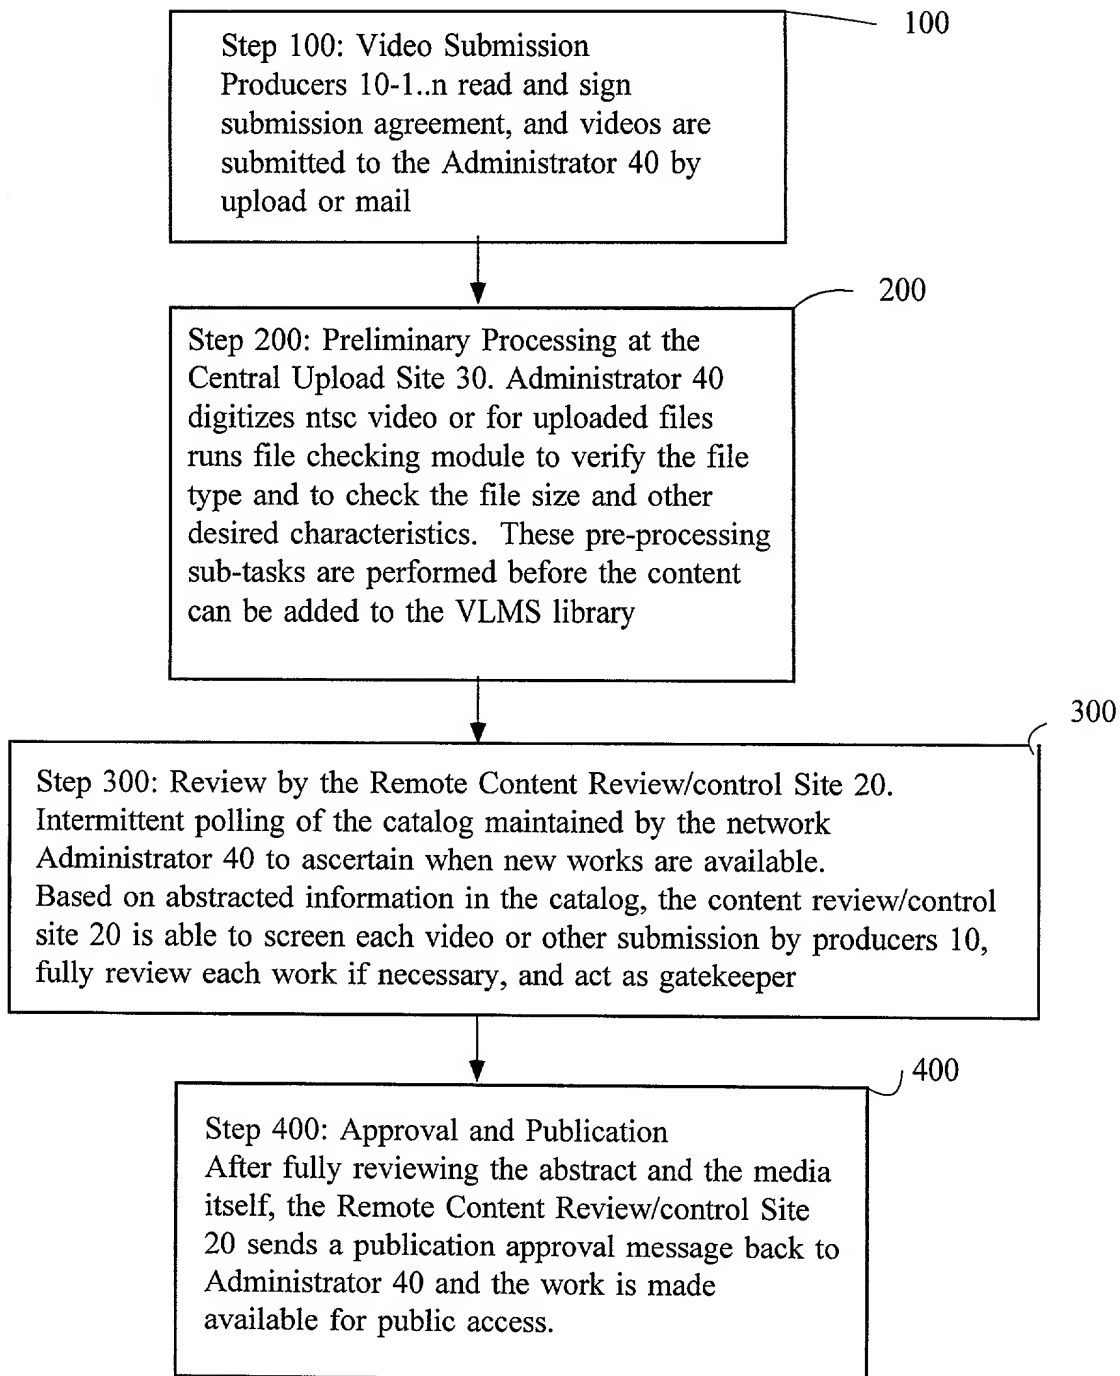 100
Step 100: Video Submission
Producers 10-1..n read and sign
submission agreement, and videos are
submitted to the Administrator 40 by
upload or mail
200
Step 200: Preliminary Processing at the
Central Upload Site 30. Administrator 40
digitizes ntsc video or for uploaded files
runs file checking module to verify the file
type and to check the file size and other
desired characteristics. These pre-processing
sub-tasks are performed before the content
can be added to the VLMS library
300
Step 300: Review by the Remote Content Review/control Site 20.
Intermittent polling of the catalog maintained by the network
Administrator 40 to ascertain when new works are available.
Based on abstracted information in the catalog, the content review/control
site 20 is able to screen each video or other submission by producers 10,
fully review each work if necessary, and act as gatekeeper
400
Step 400: Approval and Publication
After fully reviewing the abstract and the media
itself, the Remote Content Review/control Site
20 sends a publication approval message back to
Administrator 40 and the work is made
available for public access.